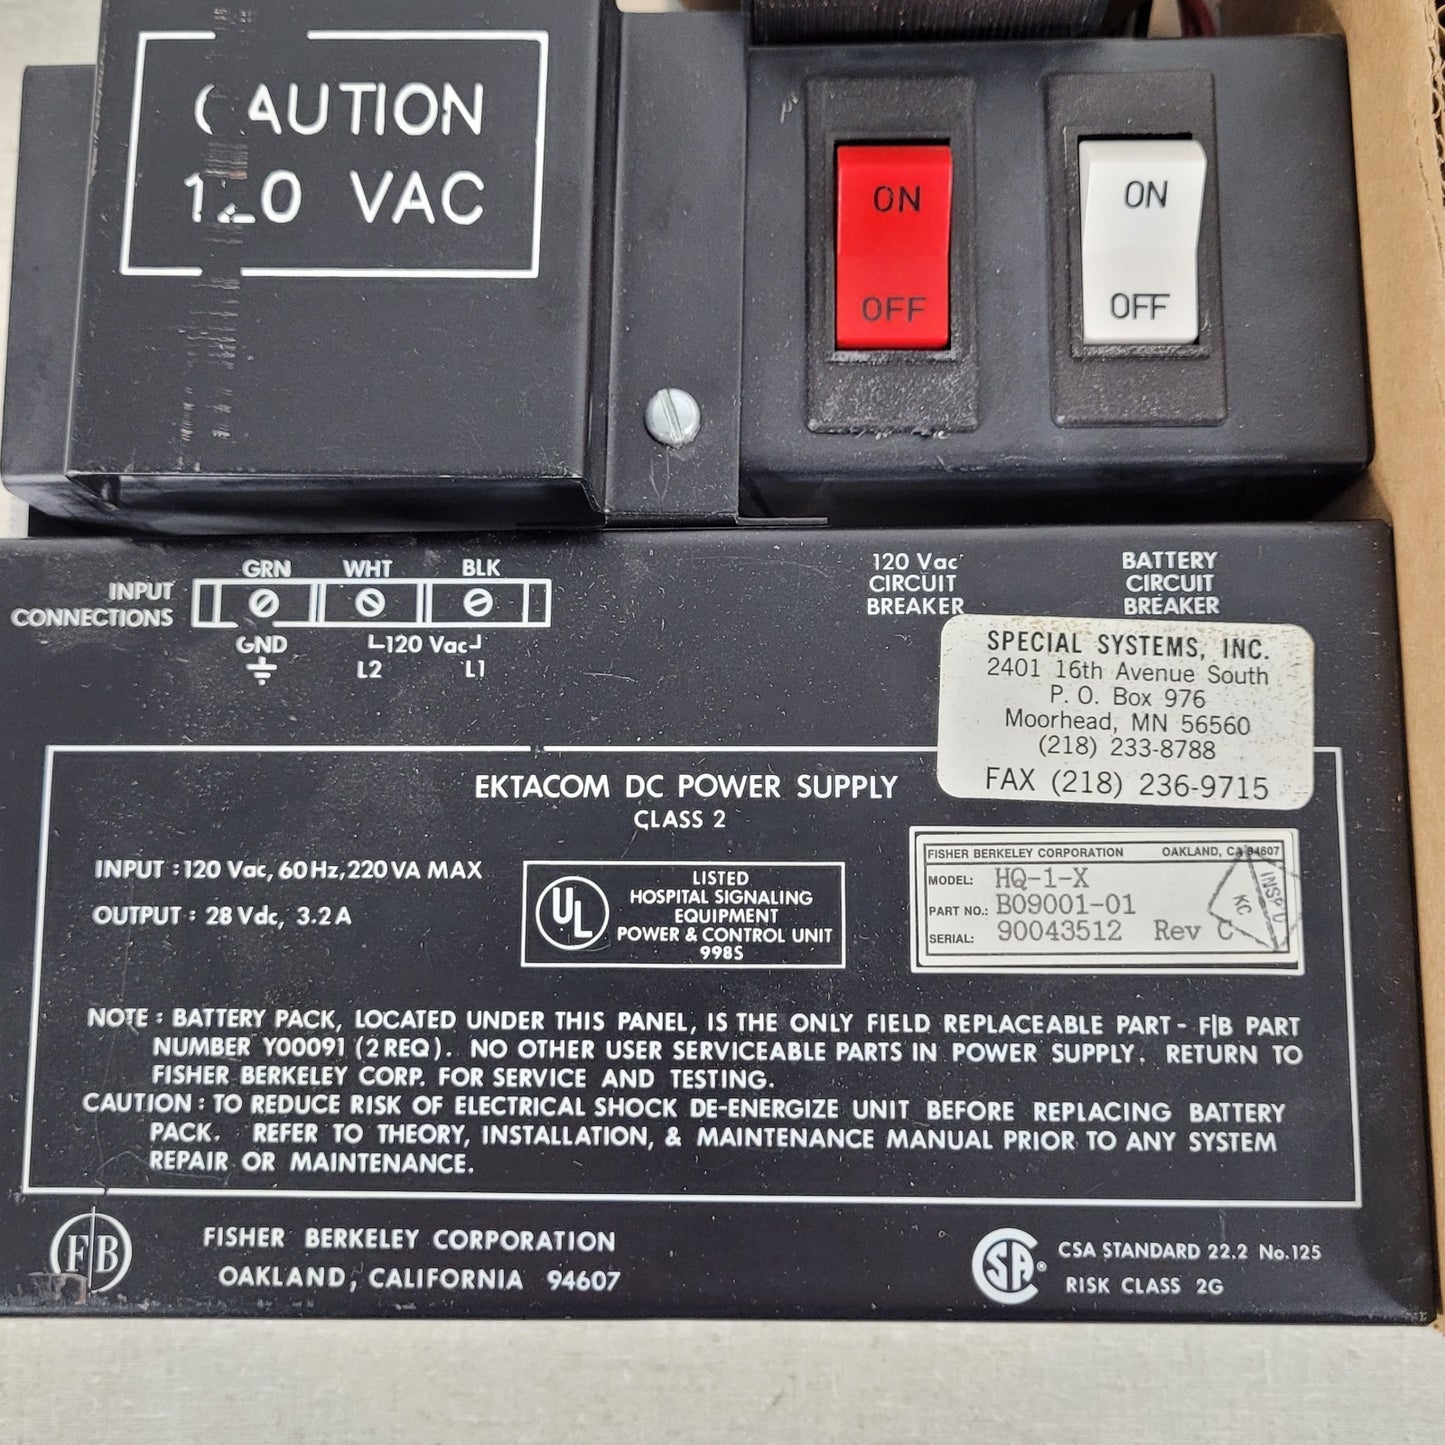 CAUTION
120 VAC
ON
OFF
ON
OFF
INPUT
CONNECTIONS
GRN WHT BLK
GND
120 Vac
L2 L1
120 Vac
CIRCUIT
BREAKER
BATTERY
CIRCUIT
BREAKER
SPECIAL SYSTEMS, INC.
2401 16th Avenue South
P. O. Box 976
Moorhead, MN 56560
(218) 233-8788
FAX (218) 236-9715
EKTACOM DC POWER SUPPLY
CLASS 2
INPUT : 120 Vac, 60 Hz, 220 VA MAX
OUTPUT : 28 Vdc, 3.2 A
UL
LISTED
HOSPITAL SIGNALING
EQUIPMENT
POWER & CONTROL UNIT
998S
FISHER BERKELEY CORPORATION OAKLAND, CA 94607
MODEL: HQ-1-X
PART NO.: B09001-01
SERIAL: 90043512 Rev C
KC
INSP'D
NOTE : BATTERY PACK, LOCATED UNDER THIS PANEL, IS THE ONLY FIELD REPLACEABLE PART - F|B PART
NUMBER Y00091 (2 REQ). NO OTHER USER SERVICEABLE PARTS IN POWER SUPPLY. RETURN TO
FISHER BERKELEY CORP. FOR SERVICE AND TESTING.
CAUTION : TO REDUCE RISK OF ELECTRICAL SHOCK DE-ENERGIZE UNIT BEFORE REPLACING BATTERY
PACK. REFER TO THEORY, INSTALLATION, & MAINTENANCE MANUAL PRIOR TO ANY SYSTEM
REPAIR OR MAINTENANCE.
F|B
FISHER BERKELEY CORPORATION
OAKLAND, CALIFORNIA 94607
CSA ®
CSA STANDARD 22.2 No. 125
RISK CLASS 2G